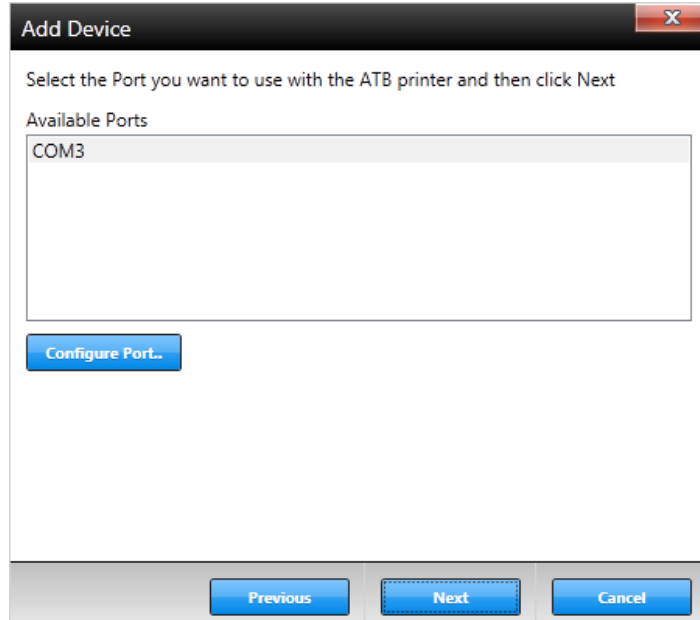 Add Device
Select the Port you want to use with the ATB printer and then click Next
Available Ports
COM3
Configure Port..
Previous
Next
Cancel